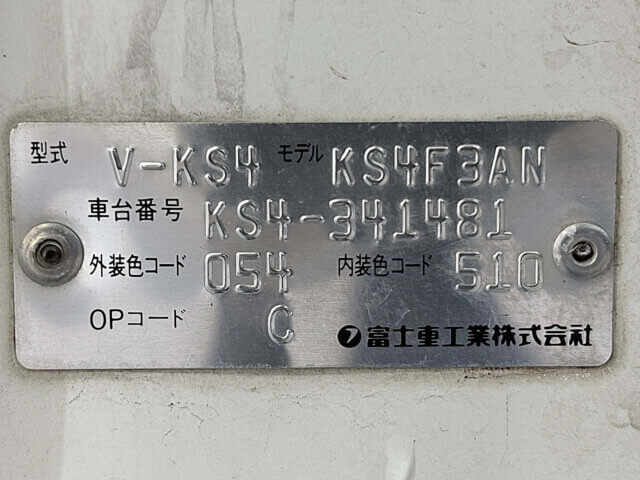 型式 V-KS4 モデル KS4F3AN
車台番号 KS4-341481
外装色コード 054 内装色コード 510
OPコード C フ富士重工業株式会社